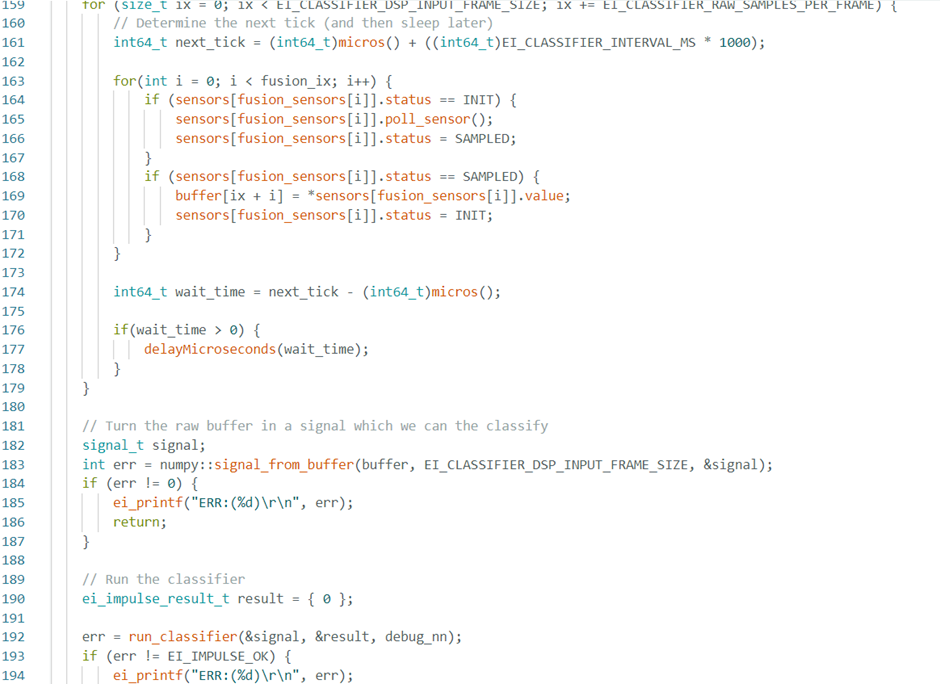 159 for (size_t ix = 0; ix < EI_CLASSIFIER_DSP_INPUT_FRAME_SIZE; ix += EI_CLASSIFIER_RAW_SAMPLES_PER_FRAME) {
160 // Determine the next tick (and then sleep later)
161 int64_t next_tick = (int64_t)micros() + ((int64_t)EI_CLASSIFIER_INTERVAL_MS * 1000);
162
163 for(int i = 0; i < fusion_ix; i++) {
164 if (sensors[fusion_sensors[i]].status == INIT) {
165 sensors[fusion_sensors[i]].poll_sensor();
166 sensors[fusion_sensors[i]].status = SAMPLED;
167 }
168 if (sensors[fusion_sensors[i]].status == SAMPLED) {
169 buffer[ix + i] = *sensors[fusion_sensors[i]].value;
170 sensors[fusion_sensors[i]].status = INIT;
171 }
172 }
173
174 int64_t wait_time = next_tick - (int64_t)micros();
175
176 if(wait_time > 0) {
177 delayMicroseconds(wait_time);
178 }
179 }
180
181 // Turn the raw buffer in a signal which we can the classify
182 signal_t signal;
183 int err = numpy::signal_from_buffer(buffer, EI_CLASSIFIER_DSP_INPUT_FRAME_SIZE, &signal);
184 if (err != 0) {
185 ei_printf("ERR:(%d)\r\n", err);
186 return;
187 }
188
189 // Run the classifier
190 ei_impulse_result_t result = { 0 };
191
192 err = run_classifier(&signal, &result, debug_nn);
193 if (err != EI_IMPULSE_OK) {
194 ei_printf("ERR:(%d)\r\n", err);